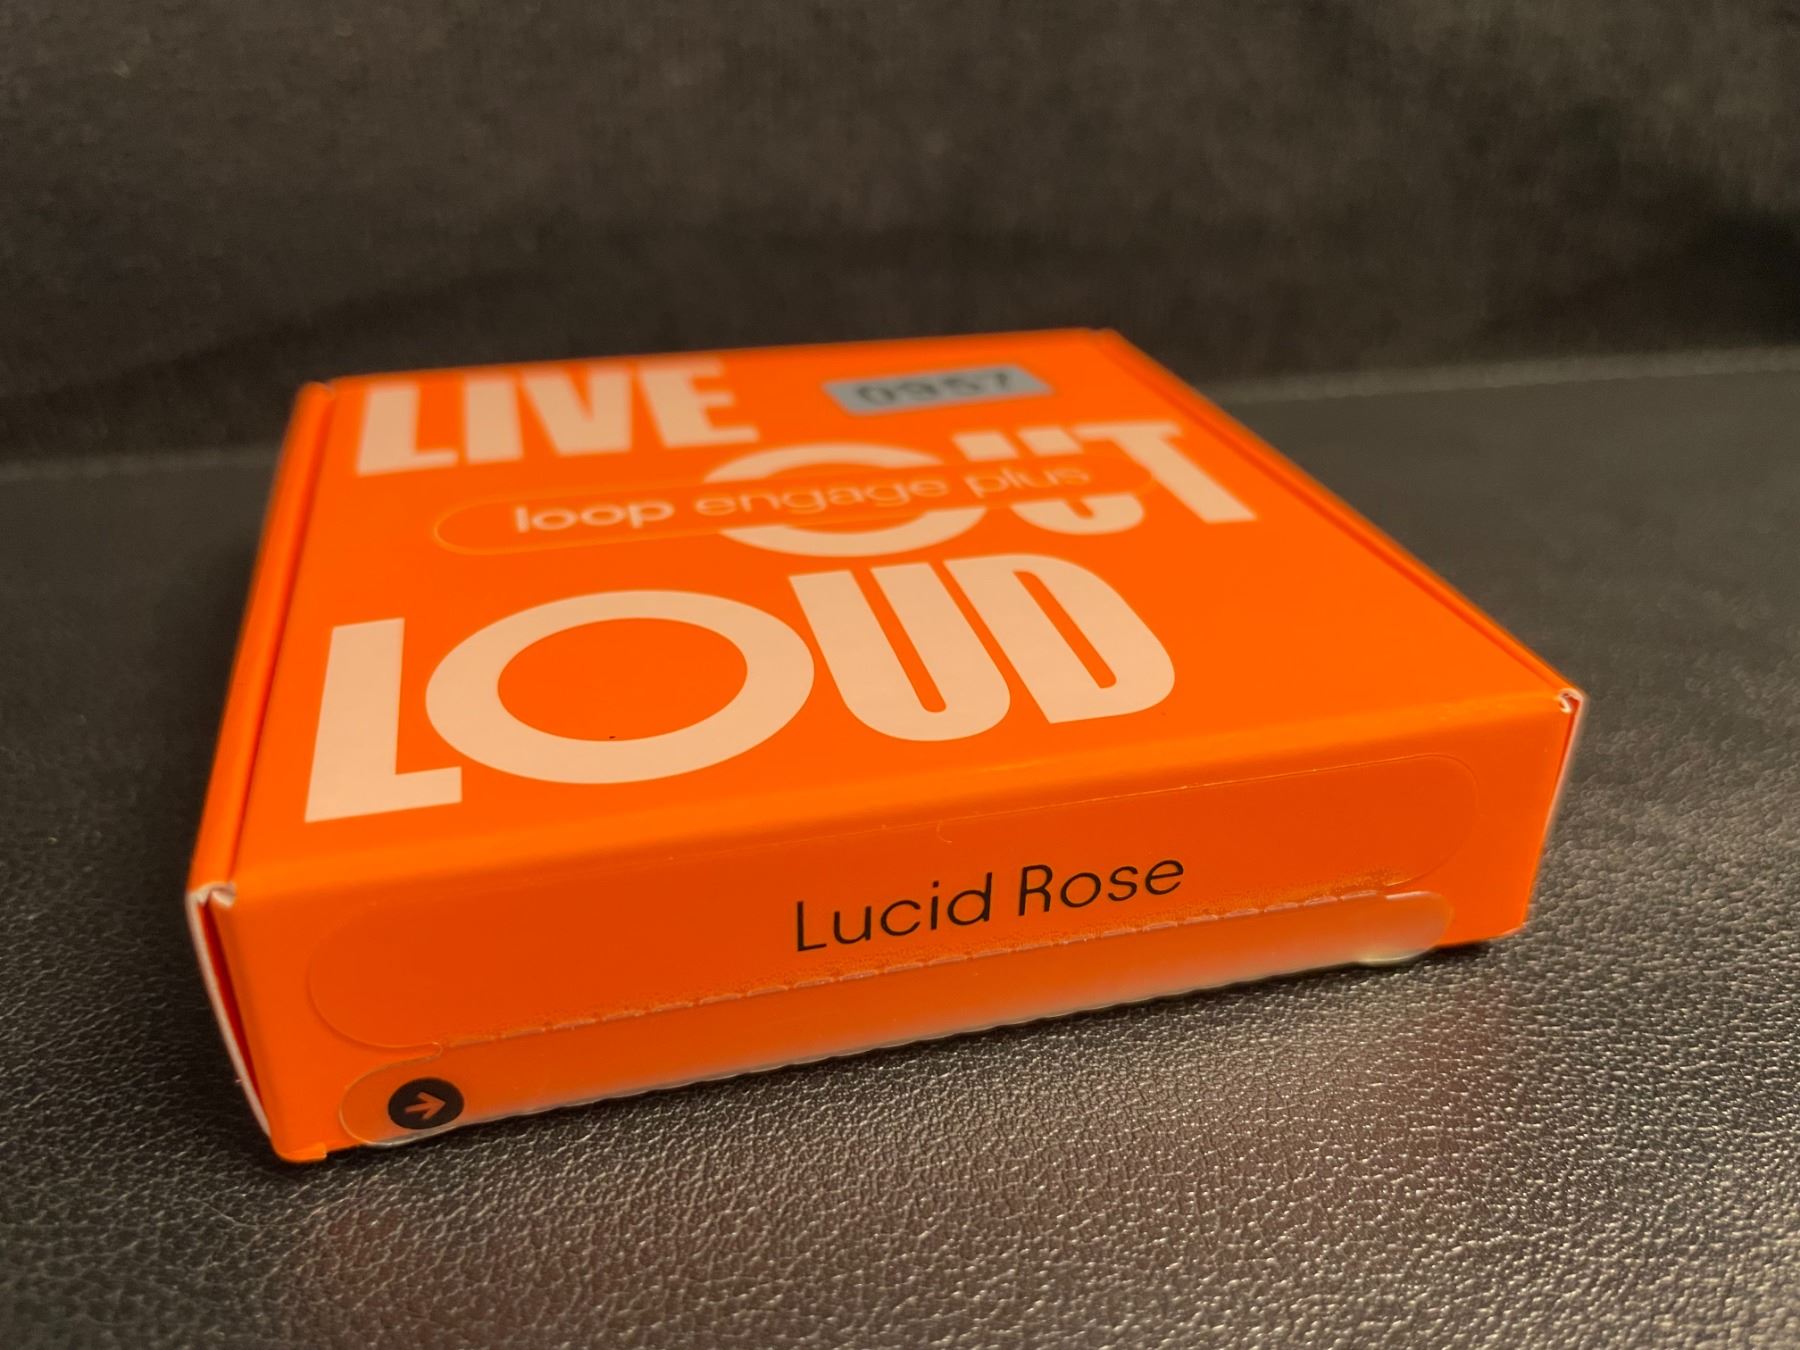 LIVE
0957
OUT
loop engage plus
LOUD
Lucid Rose